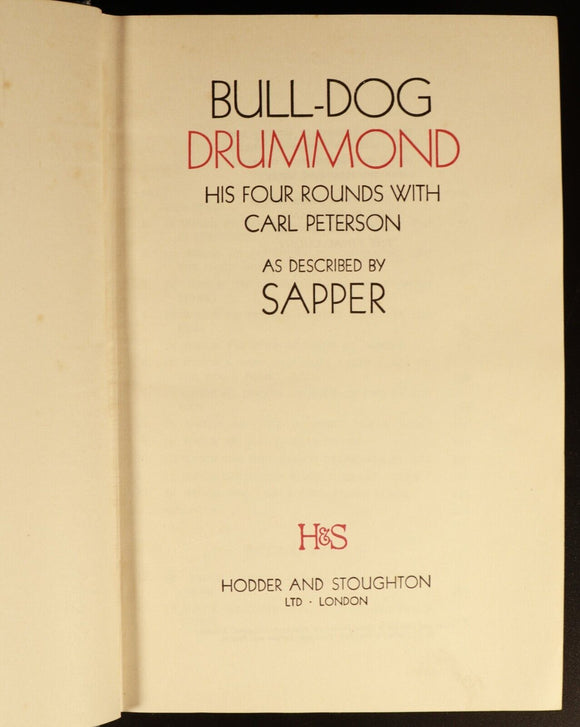 BULL-DOG
DRUMMOND
HIS FOUR ROUNDS WITH
CARL PETERSON
AS DESCRIBED BY
SAPPER
H&S
HODDER AND STOUGHTON
LTD · LONDON